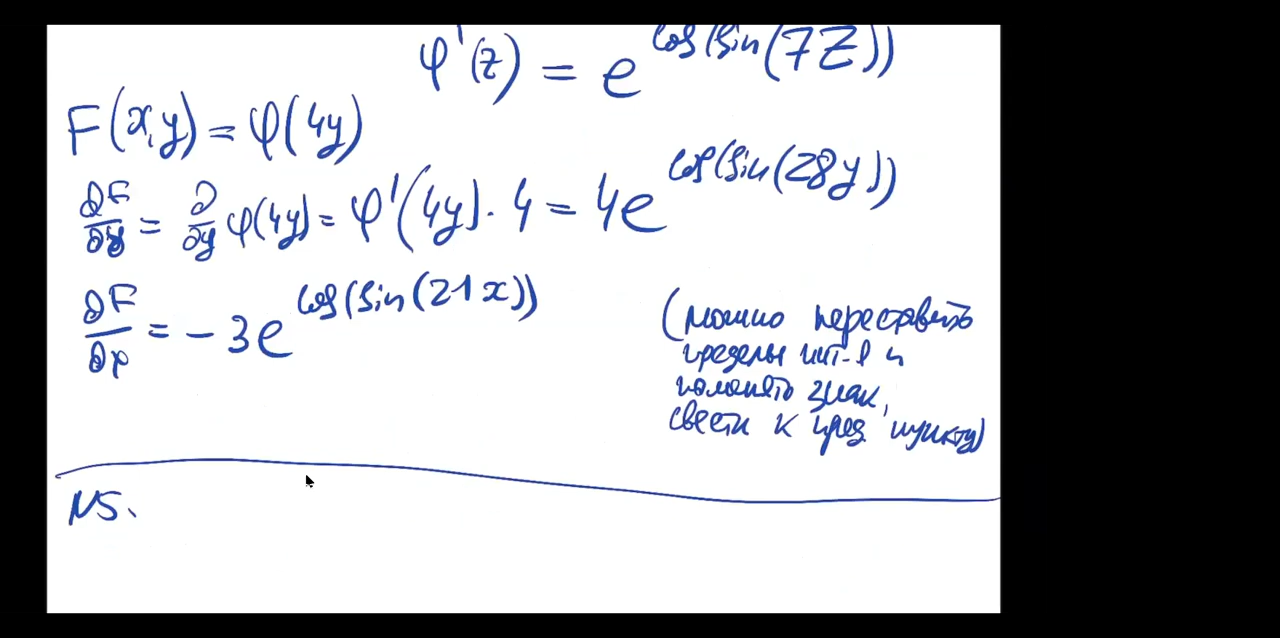 φ'(z) = e^{cos(sin(7z))}
F(x,y) = φ(4y)
∂F/∂y = ∂/∂y φ(4y) = φ'(4y) · 4 = 4e^{cos(sin(28y))}
∂F/∂x = -3e^{cos(sin(21x))}
(можно переставить
пределы инт-я и
поменять знак,
свести к пред пункту)
N5.